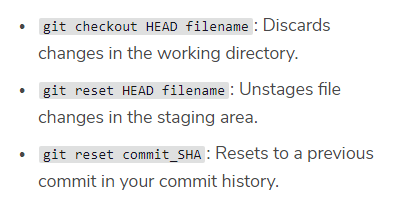 • git checkout HEAD filename: Discards
changes in the working directory.
• git reset HEAD filename: Unstages file
changes in the staging area.
• git reset commit_SHA: Resets to a previous
commit in your commit history.